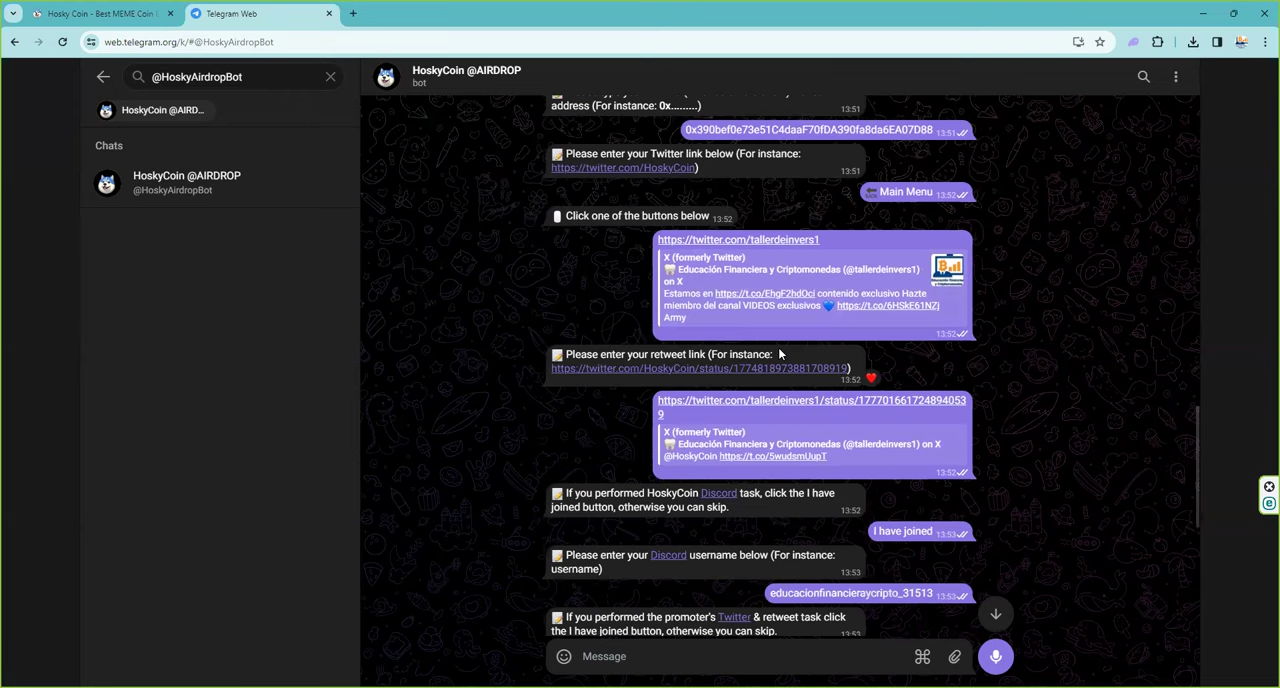 Hosky Coin - Best MEME Coin i
Telegram Web
web.telegram.org/k/#@HoskyAirdropBot
@HoskyAirdropBot
HoskyCoin @AIRD...
Chats
HoskyCoin @AIRDROP
@HoskyAirdropBot
HoskyCoin @AIRDROP
bot
address (For instance: 0x.........)
13:51
0x390bef0e73e51C4daaF70fDA390fa8da6EA07D88 13:51
Please enter your Twitter link below (For instance:
https://twitter.com/HoskyCoin)
13:51
Main Menu 13:52
Click one of the buttons below 13:52
https://twitter.com/tallerdeinvers1
X (formerly Twitter)
Educación Financiera y Criptomonedas (@tallerdeinvers1)
on X
Estamos en https://t.co/EhgF2hdOci contenido exclusivo Hazte
miembro del canal VIDEOS exclusivos 💙 https://t.co/6HSkE61NZj
Army
13:52
Please enter your retweet link (For instance:
https://twitter.com/HoskyCoin/status/1774818973881708919)
13:52
https://twitter.com/tallerdeinvers1/status/177701661724894053
9
X (formerly Twitter)
Educación Financiera y Criptomonedas (@tallerdeinvers1) on X
@HoskyCoin https://t.co/5wudsmUupT
13:52
If you performed HoskyCoin Discord task, click the I have
joined button, otherwise you can skip.
13:52
I have joined 13:53
Please enter your Discord username below (For instance:
username)
13:53
educacionfinancieraycripto_31513 13:53
If you performed the promoter's Twitter & retweet task click
the I have joined button, otherwise you can skip.
13:53
Message